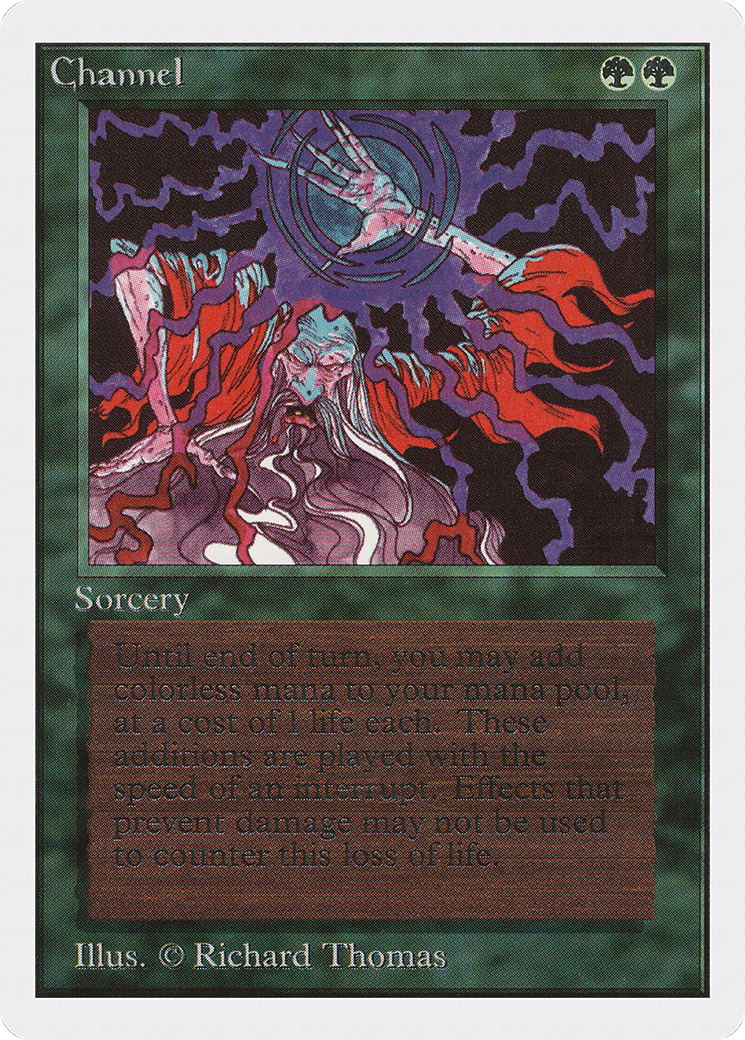 Channel
Sorcery
Until end of turn, you may add
colorless mana to your mana pool,
at a cost of 1 life each. These
additions are played with the
speed of an interrupt. Effects that
prevent damage may not be used
to counter this loss of life.
Illus. © Richard Thomas